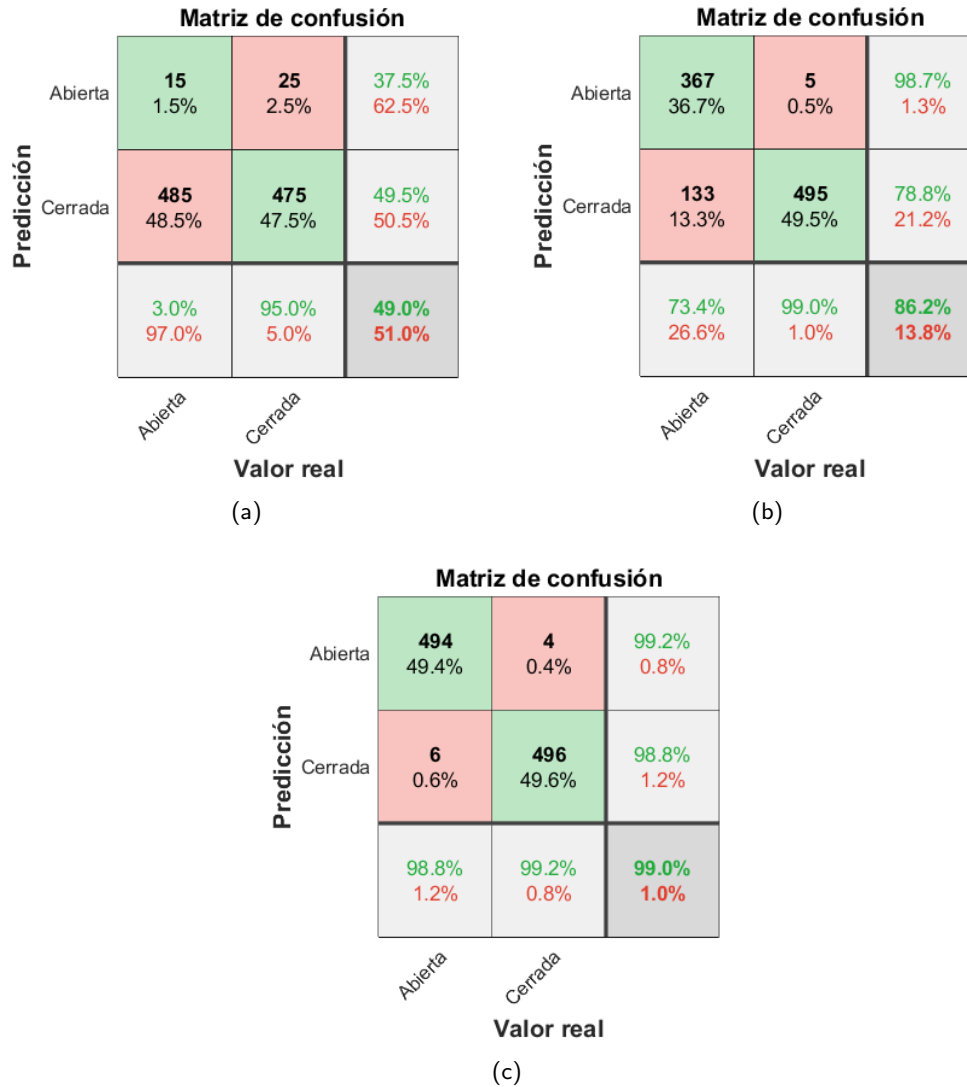 Matriz de confusión
Abierta
15
1.5%
25
2.5%
37.5%
62.5%
Cerrada
485
48.5%
475
47.5%
49.5%
50.5%
3.0%
97.0%
95.0%
5.0%
49.0%
51.0%
Predicción
Abierta
Cerrada
Valor real
(a)
Matriz de confusión
Abierta
367
36.7%
5
0.5%
98.7%
1.3%
Cerrada
133
13.3%
495
49.5%
78.8%
21.2%
73.4%
26.6%
99.0%
1.0%
86.2%
13.8%
Predicción
Abierta
Cerrada
Valor real
(b)
Matriz de confusión
Abierta
494
49.4%
4
0.4%
99.2%
0.8%
Cerrada
6
0.6%
496
49.6%
98.8%
1.2%
98.8%
1.2%
99.2%
0.8%
99.0%
1.0%
Predicción
Abierta
Cerrada
Valor real
(c)